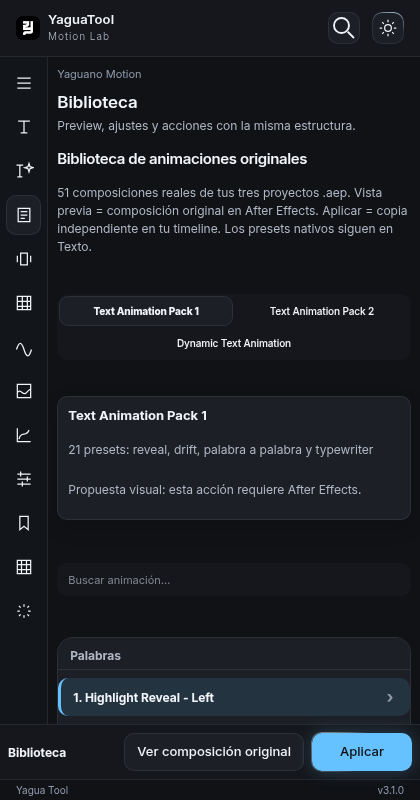 YaguaTool
Motion Lab
Yaguano Motion
Biblioteca
Preview, ajustes y acciones con la misma estructura.
Biblioteca de animaciones originales
51 composiciones reales de tus tres proyectos .aep. Vista
previa = composición original en After Effects. Aplicar = copia
independiente en tu timeline. Los presets nativos siguen en
Texto.
Text Animation Pack 1
Text Animation Pack 2
Dynamic Text Animation
Text Animation Pack 1
21 presets: reveal, drift, palabra a palabra y typewriter
Propuesta visual: esta acción requiere After Effects.
Buscar animación...
Palabras
1. Highlight Reveal - Left
Biblioteca
Ver composición original
Aplicar
Yagua Tool
v3.1.0